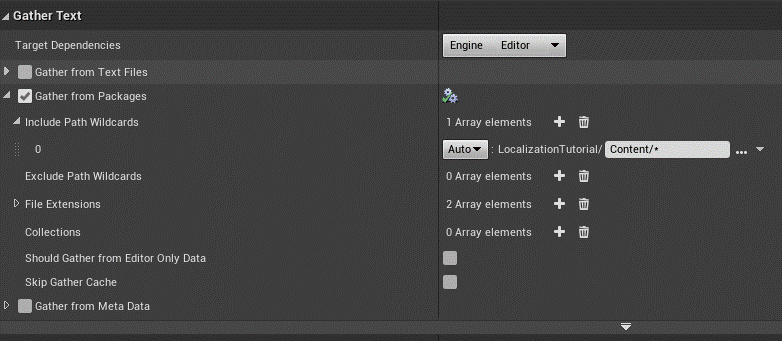 Gather Text
Target Dependencies Engine Editor
Gather from Text Files
Gather from Packages
Include Path Wildcards 1 Array elements
0 Auto : LocalizationTutorial/ Content/* ...
Exclude Path Wildcards 0 Array elements
File Extensions 2 Array elements
Collections 0 Array elements
Should Gather from Editor Only Data
Skip Gather Cache
Gather from Meta Data